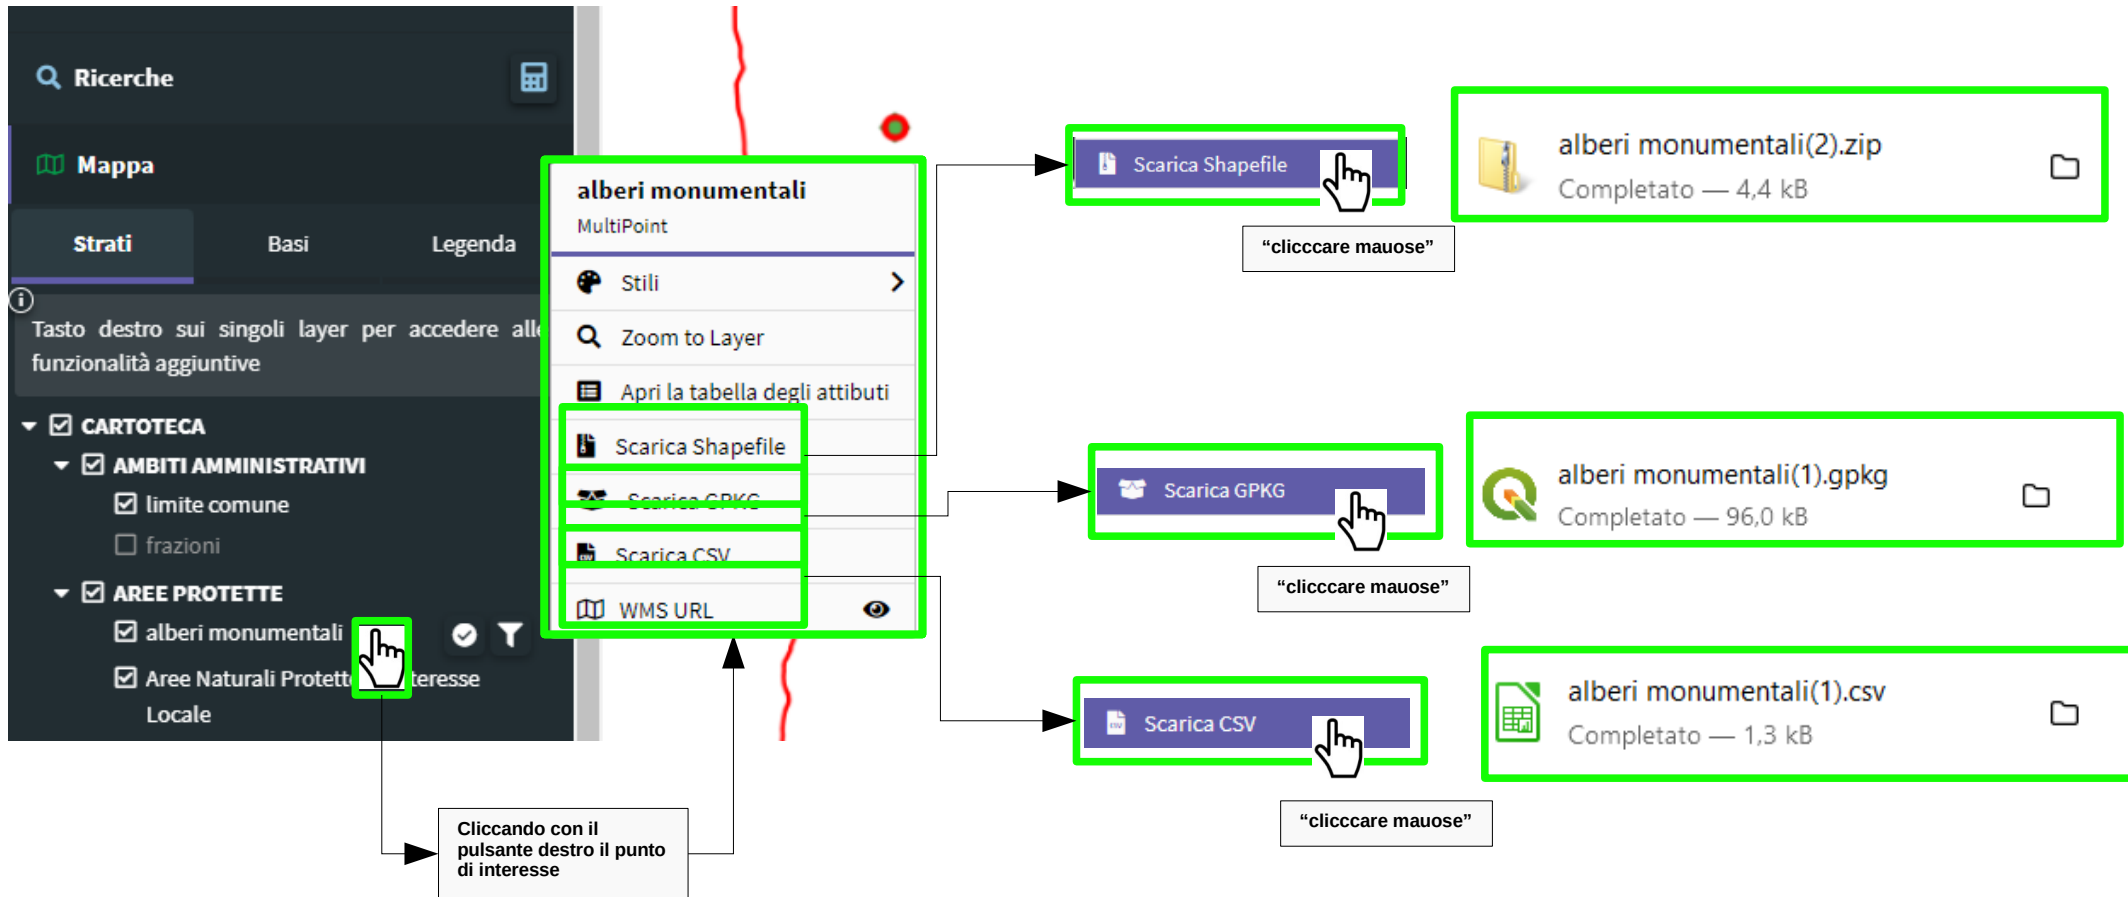 Ricerche
Mappa
Strati
Basi
Legenda
Tasto destro sui singoli layer per accedere alle
funzionalità aggiuntive
CARTOTECA
AMBITI AMMINISTRATIVI
limite comune
frazioni
AREE PROTETTE
alberi monumentali
Aree Naturali Protett teresse
Locale
alberi monumentali
MultiPoint
Stili
Zoom to Layer
Apri la tabella degli attibuti
Scarica Shapefile
Scarica GPKG
Scarica CSV
WMS URL
Cliccando con il
pulsante destro il punto
di interesse
Scarica Shapefile
“clicccare mauose”
alberi monumentali(2).zip
Completato — 4,4 kB
Scarica GPKG
“clicccare mauose”
alberi monumentali(1).gpkg
Completato — 96,0 kB
Scarica CSV
“clicccare mauose”
alberi monumentali(1).csv
Completato — 1,3 kB